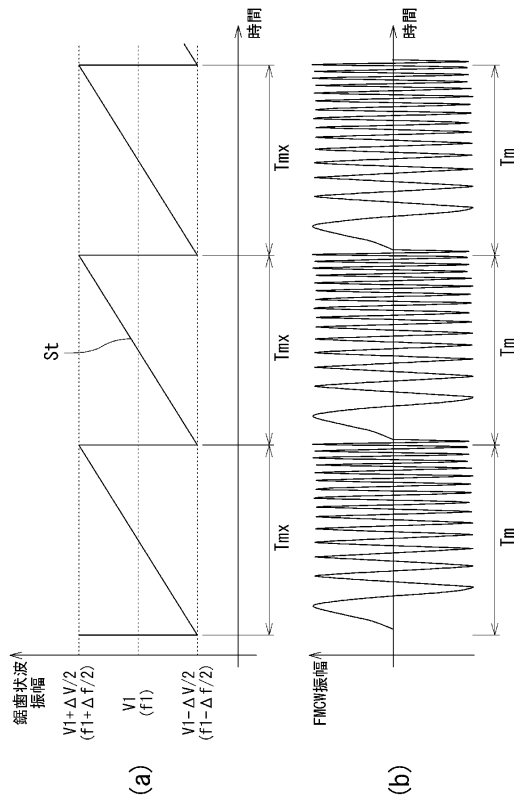 (a)
鋸歯状波
振幅
V1+ΔV/2
(f1+Δf/2)
V1
(f1)
V1−ΔV/2
(f1−Δf/2)
St
Tmx
Tmx
Tmx
時間
(b)
FMCW振幅
Tm
Tm
Tm
時間